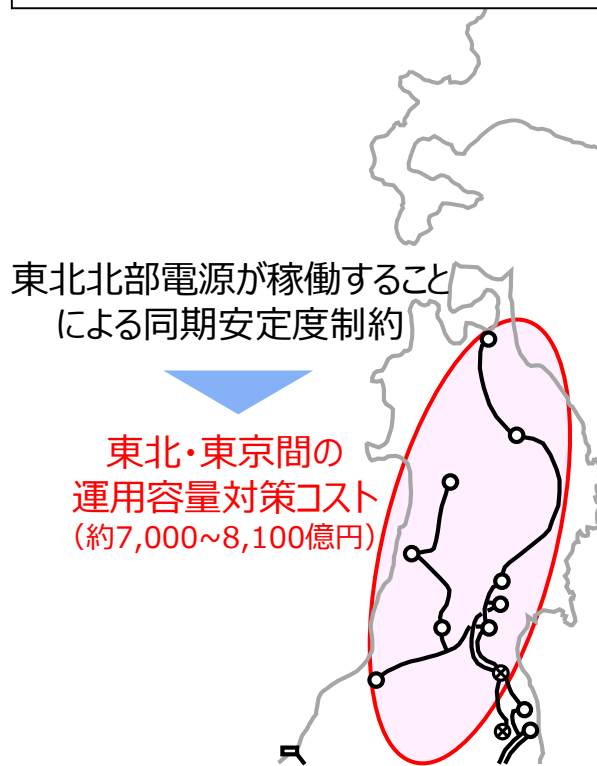 東北北部電源が稼働すること
による同期安定度制約
東北・東京間の
運用容量対策コスト
（約7,000~8,100億円）